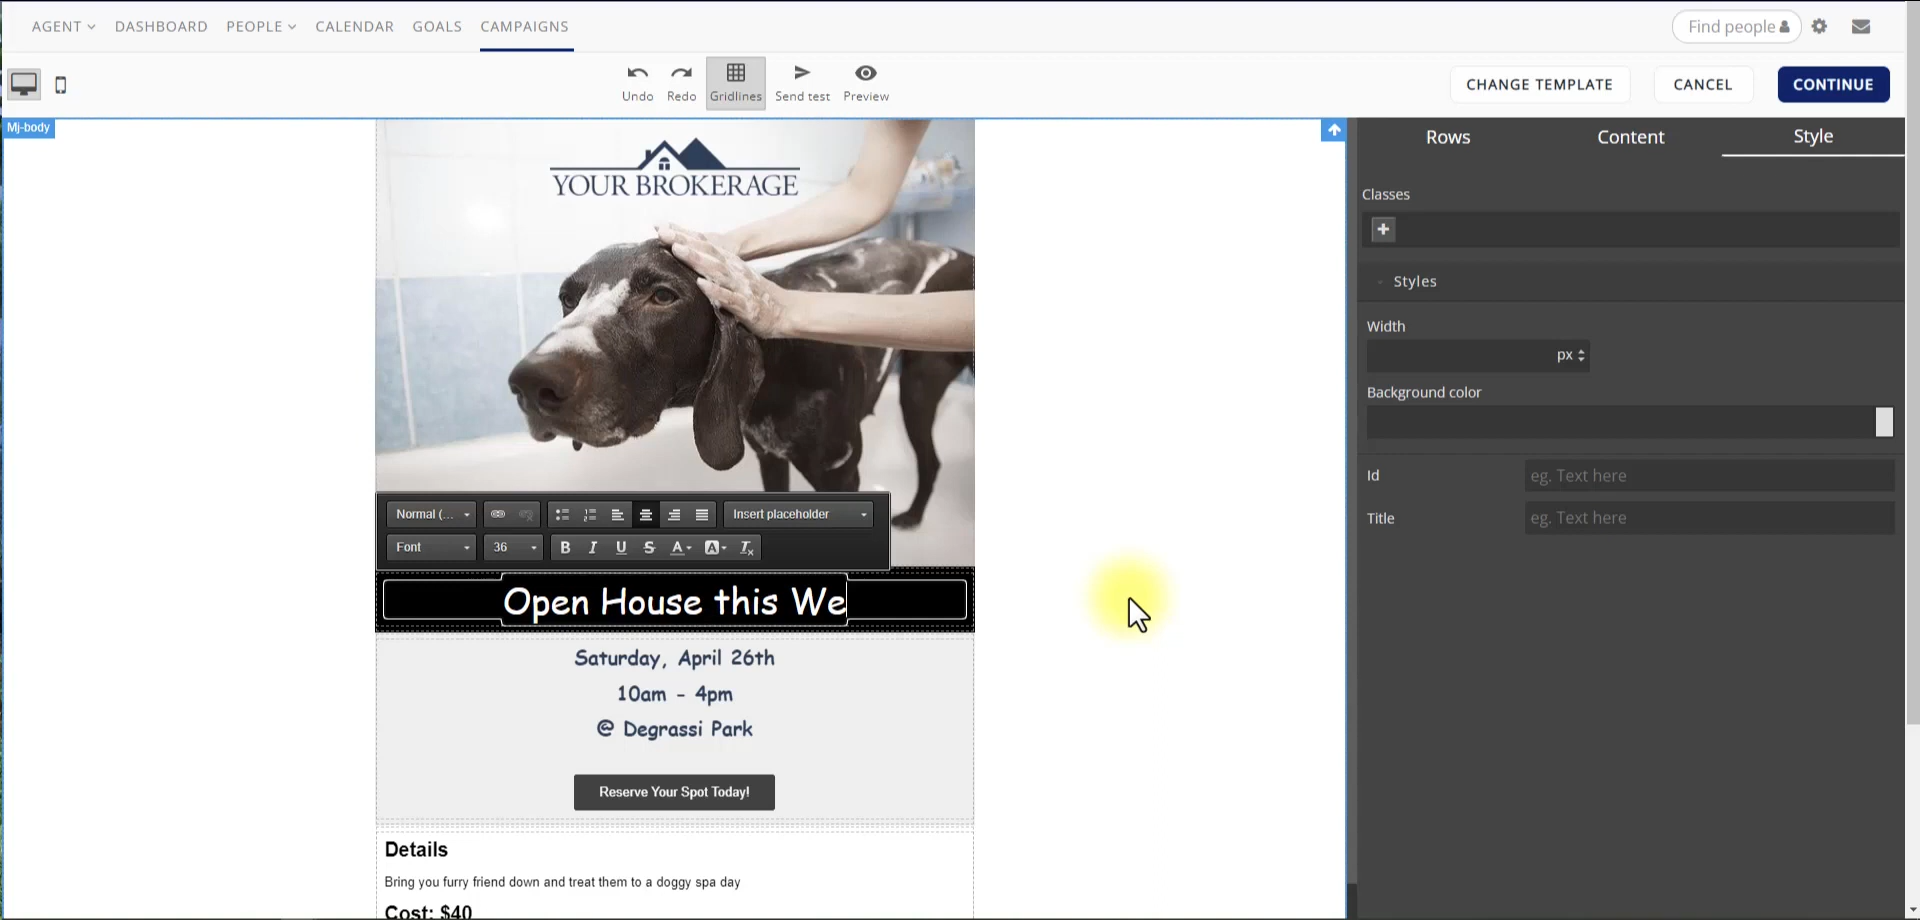 AGENT DASHBOARD PEOPLE CALENDAR GOALS CAMPAIGNS Find people
Undo Redo Gridlines Send test Preview CHANGE TEMPLATE CANCEL CONTINUE
Mj-body
Rows Content Style
YOUR BROKERAGE
Classes
Styles
Width
px
Background color
Id eg. Text here
Title eg. Text here
Normal (... Insert placeholder
Font 36 B I U S A A Tx
Open House this We
Saturday, April 26th
10am - 4pm
@ Degrassi Park
Reserve Your Spot Today!
Details
Bring you furry friend down and treat them to a doggy spa day
Cost: $40